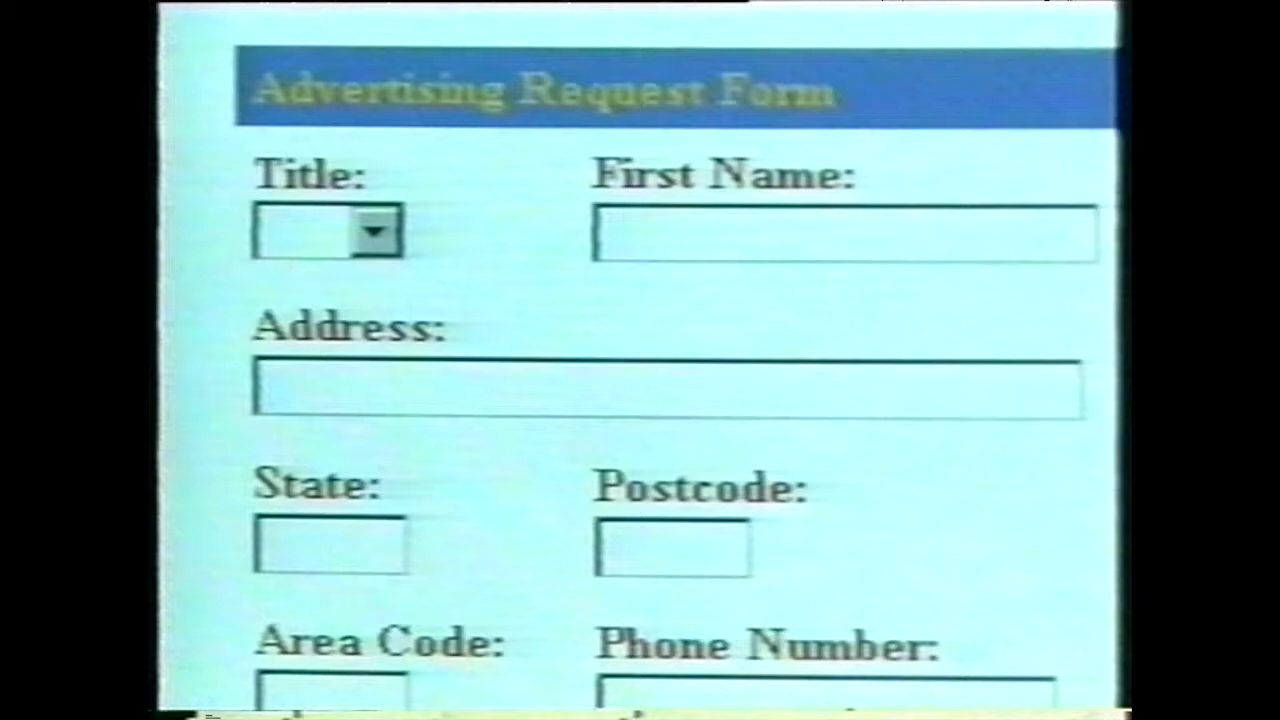 Advertising Request Form
Title: First Name:
Address:
State: Postcode:
Area Code: Phone Number: